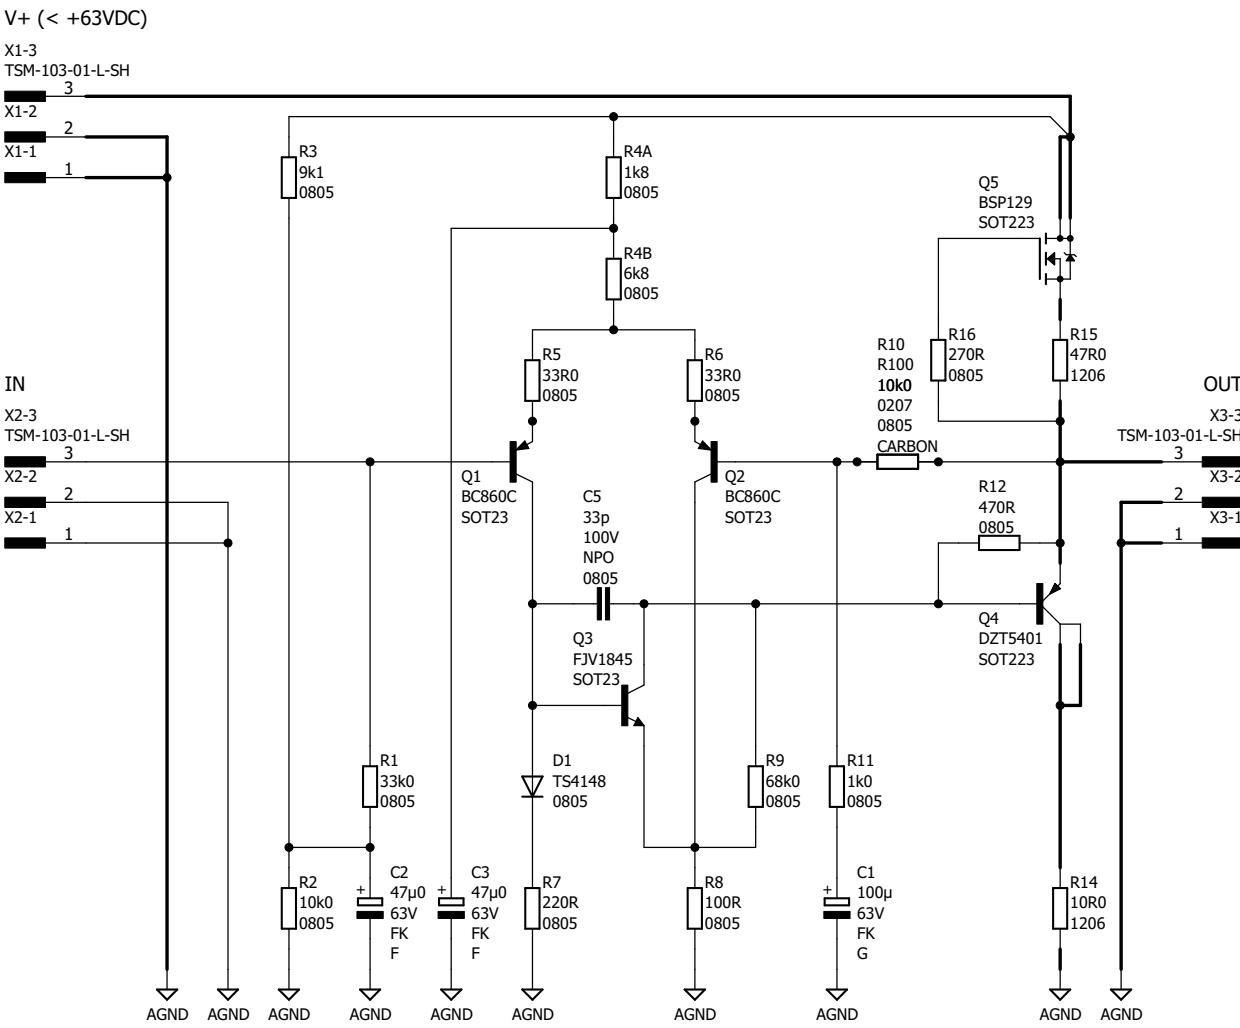 V+ (< +63VDC)
X1-3
TSM-103-01-L-SH
3
X1-2
2
X1-1
1
R3
9k1
0805
R4A
1k8
0805
R4B
6k8
0805
Q5
BSP129
SOT223
R16
270R
0805
R15
47R0
1206
R5
33R0
0805
R6
33R0
0805
R10
R100
10k0
0207
0805
CARBON
IN
X2-3
TSM-103-01-L-SH
3
X2-2
2
X2-1
1
OUT
X3-3
TSM-103-01-L-SH
3
X3-2
2
X3-1
1
Q1
BC860C
SOT23
Q2
BC860C
SOT23
C5
33p
100V
NPO
0805
R12
470R
0805
Q3
FJV1845
SOT23
Q4
DZT5401
SOT223
R1
33k0
0805
D1
TS4148
0805
R9
68k0
0805
R11
1k0
0805
R2
10k0
0805
+
C2
47µ0
63V
FK
F
+
C3
47µ0
63V
FK
F
R7
220R
0805
R8
100R
0805
+
C1
100µ
63V
FK
G
R14
10R0
1206
AGND AGND AGND AGND AGND AGND AGND AGND AGND AGND